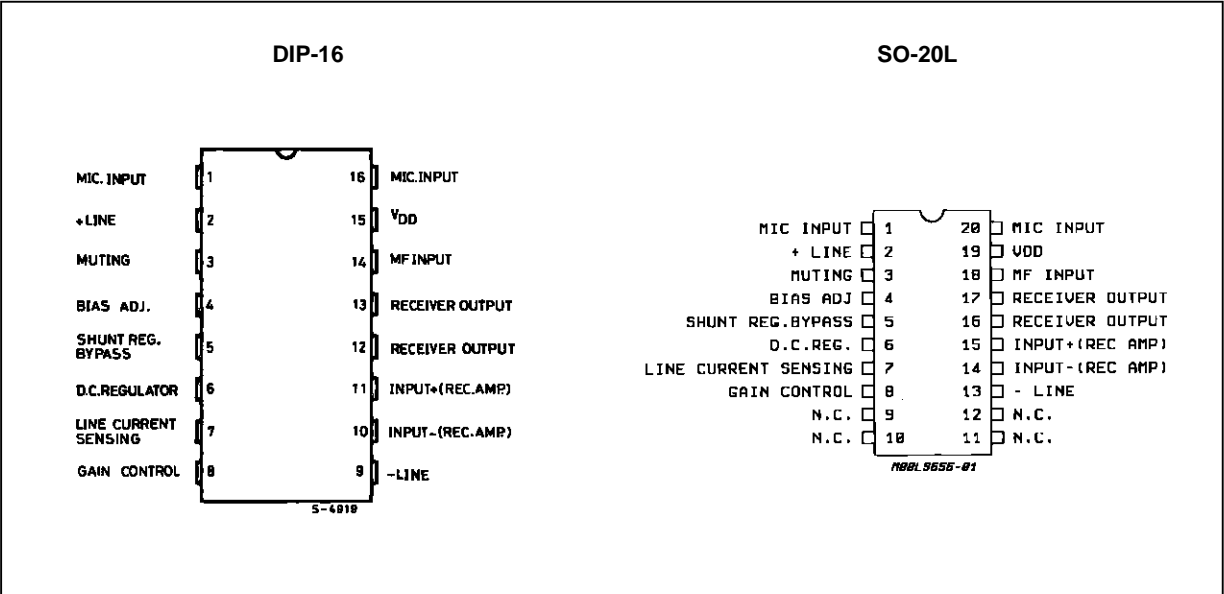 DIP-16
MIC. INPUT 1 16 MIC.INPUT
+LINE 2 15 VDD
MUTING 3 14 MF INPUT
BIAS ADJ. 4 13 RECEIVER OUTPUT
SHUNT REG.
BYPASS 5 12 RECEIVER OUTPUT
D.C.REGULATOR 6 11 INPUT+(REC.AMP.)
LINE CURRENT
SENSING 7 10 INPUT-(REC.AMP)
GAIN CONTROL 8 9 -LINE
S-4919
SO-20L
MIC INPUT 1 20 MIC INPUT
+ LINE 2 19 VDD
MUTING 3 18 MF INPUT
BIAS ADJ 4 17 RECEIVER OUTPUT
SHUNT REG.BYPASS 5 16 RECEIVER OUTPUT
D.C.REG. 6 15 INPUT+(REC AMP)
LINE CURRENT SENSING 7 14 INPUT-(REC AMP)
GAIN CONTROL 8 13 - LINE
N.C. 9 12 N.C.
N.C. 10 11 N.C.